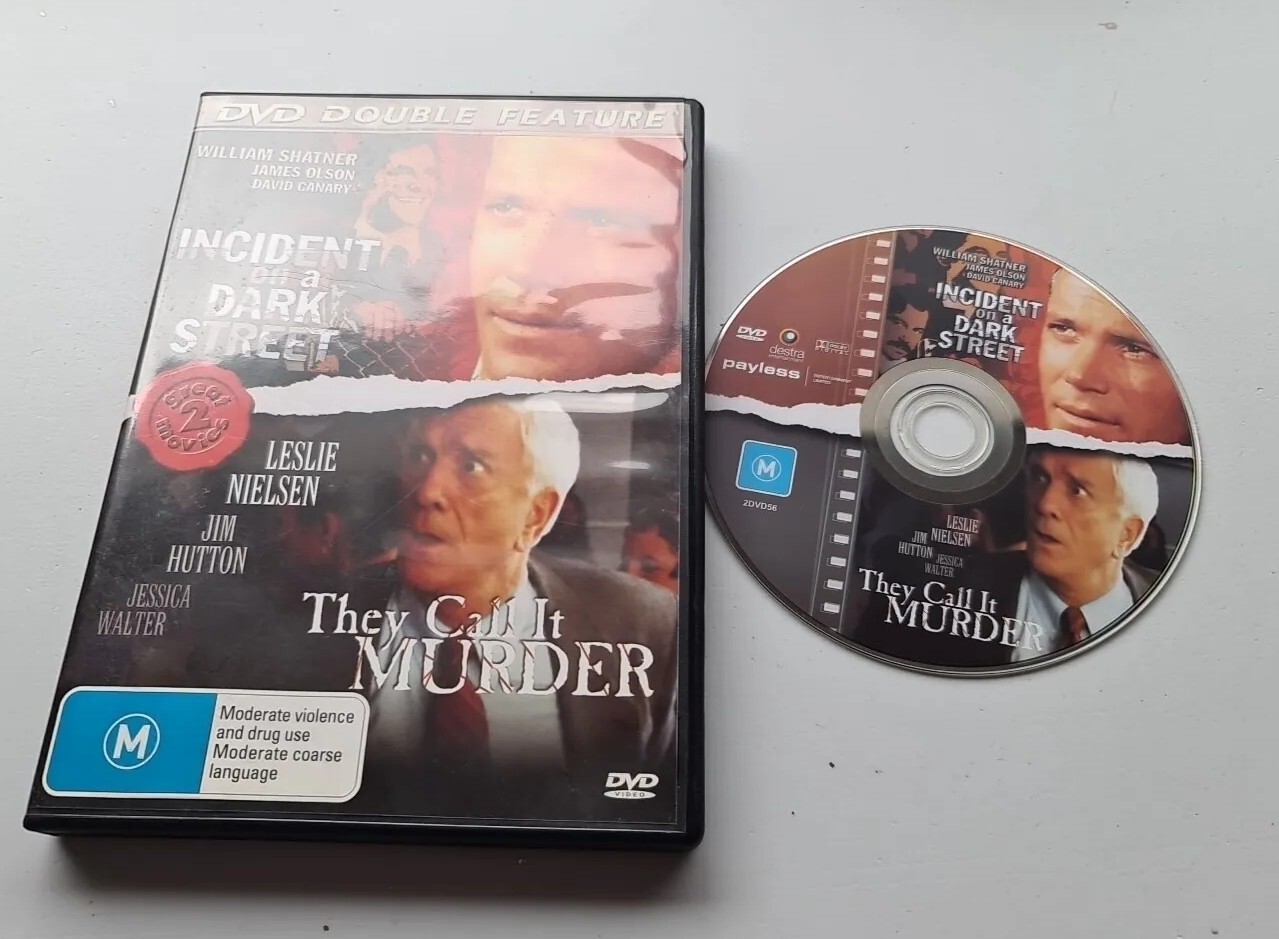 DVD DOUBLE FEATURE
WILLIAM SHATNER
JAMES OLSON
DAVID CANARY
INCIDENT
on a
DARK
STREET
great
2
movies
LESLIE
NIELSEN
JIM
HUTTON
JESSICA
WALTER
They Call It
MURDER
M
Moderate violence
and drug use
Moderate coarse
language
DVD
VIDEO
WILLIAM SHATNER
JAMES OLSON
DAVID CANARY
INCIDENT
on a
DARK
STREET
DVD
destra
entertainment
DOLBY
DIGITAL
payless
M
2DVD56
LESLIE
NIELSEN
JIM
HUTTON
JESSICA
WALTER
They Call It
MURDER